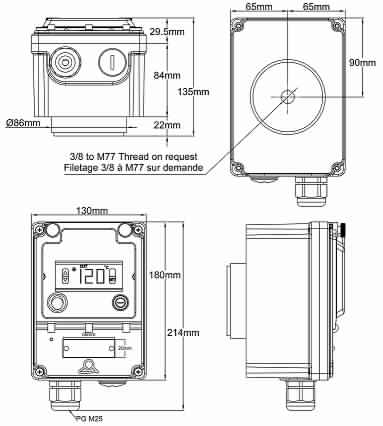 65mm 65mm
29.5mm
84mm
135mm
90mm
Ø86mm
22mm
3/8 to M77 Thread on request
Filetage 3/8 à M77 sur demande
130mm
120
180mm
214mm
20mm
PG M25